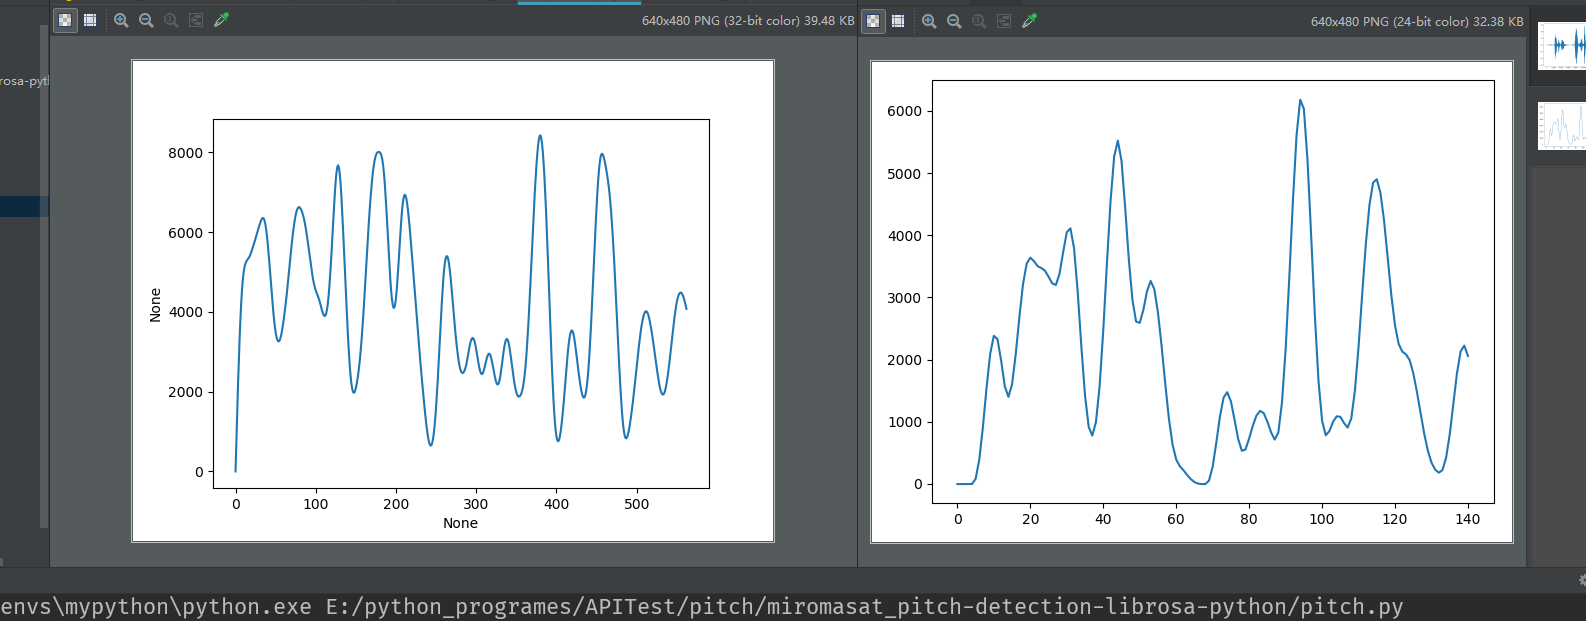 640x480 PNG (32-bit color) 39.48 KB
640x480 PNG (24-bit color) 32.38 KB
rosa-pyt
8000
6000
4000
2000
0
None
0 100 200 300 400 500
None
6000
5000
4000
3000
2000
1000
0
0 20 40 60 80 100 120 140
envs\mypython\python.exe E:/python_programes/APITest/pitch/miromasat_pitch-detection-librosa-python/pitch.py